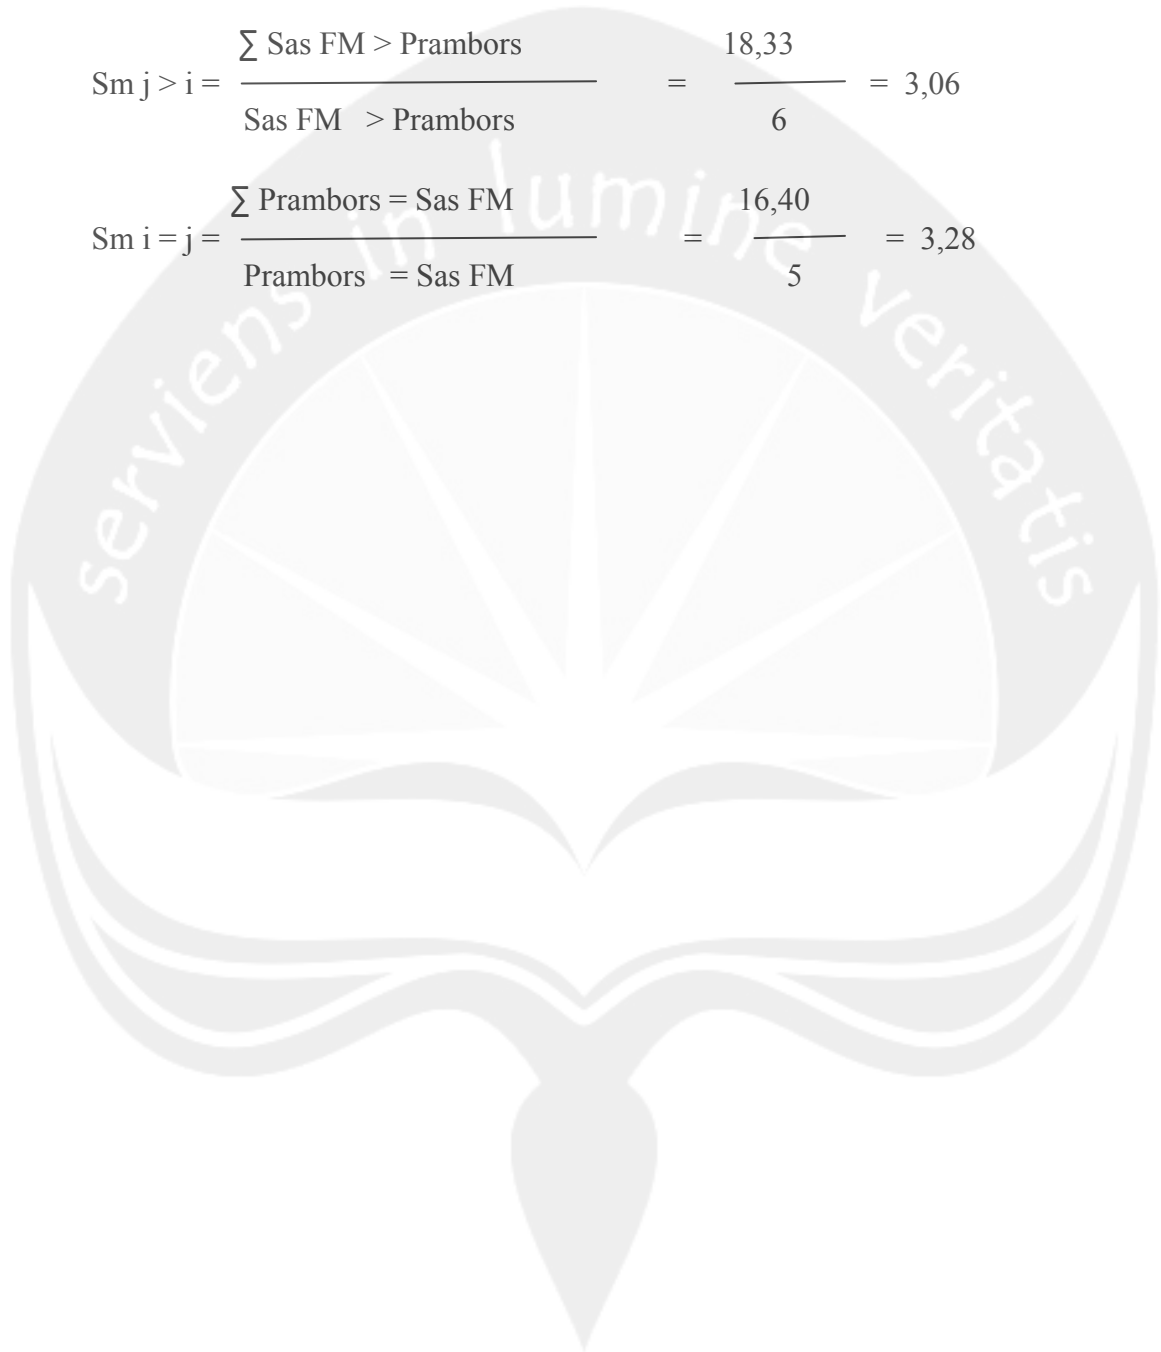 ∑ Sas FM > Prambors 18,33
Sm j > i = = = 3,06
Sas FM > Prambors 6
∑ Prambors = Sas FM 16,40
Sm i = j = = = 3,28
Prambors = Sas FM 5
serviens in lumine veritatis